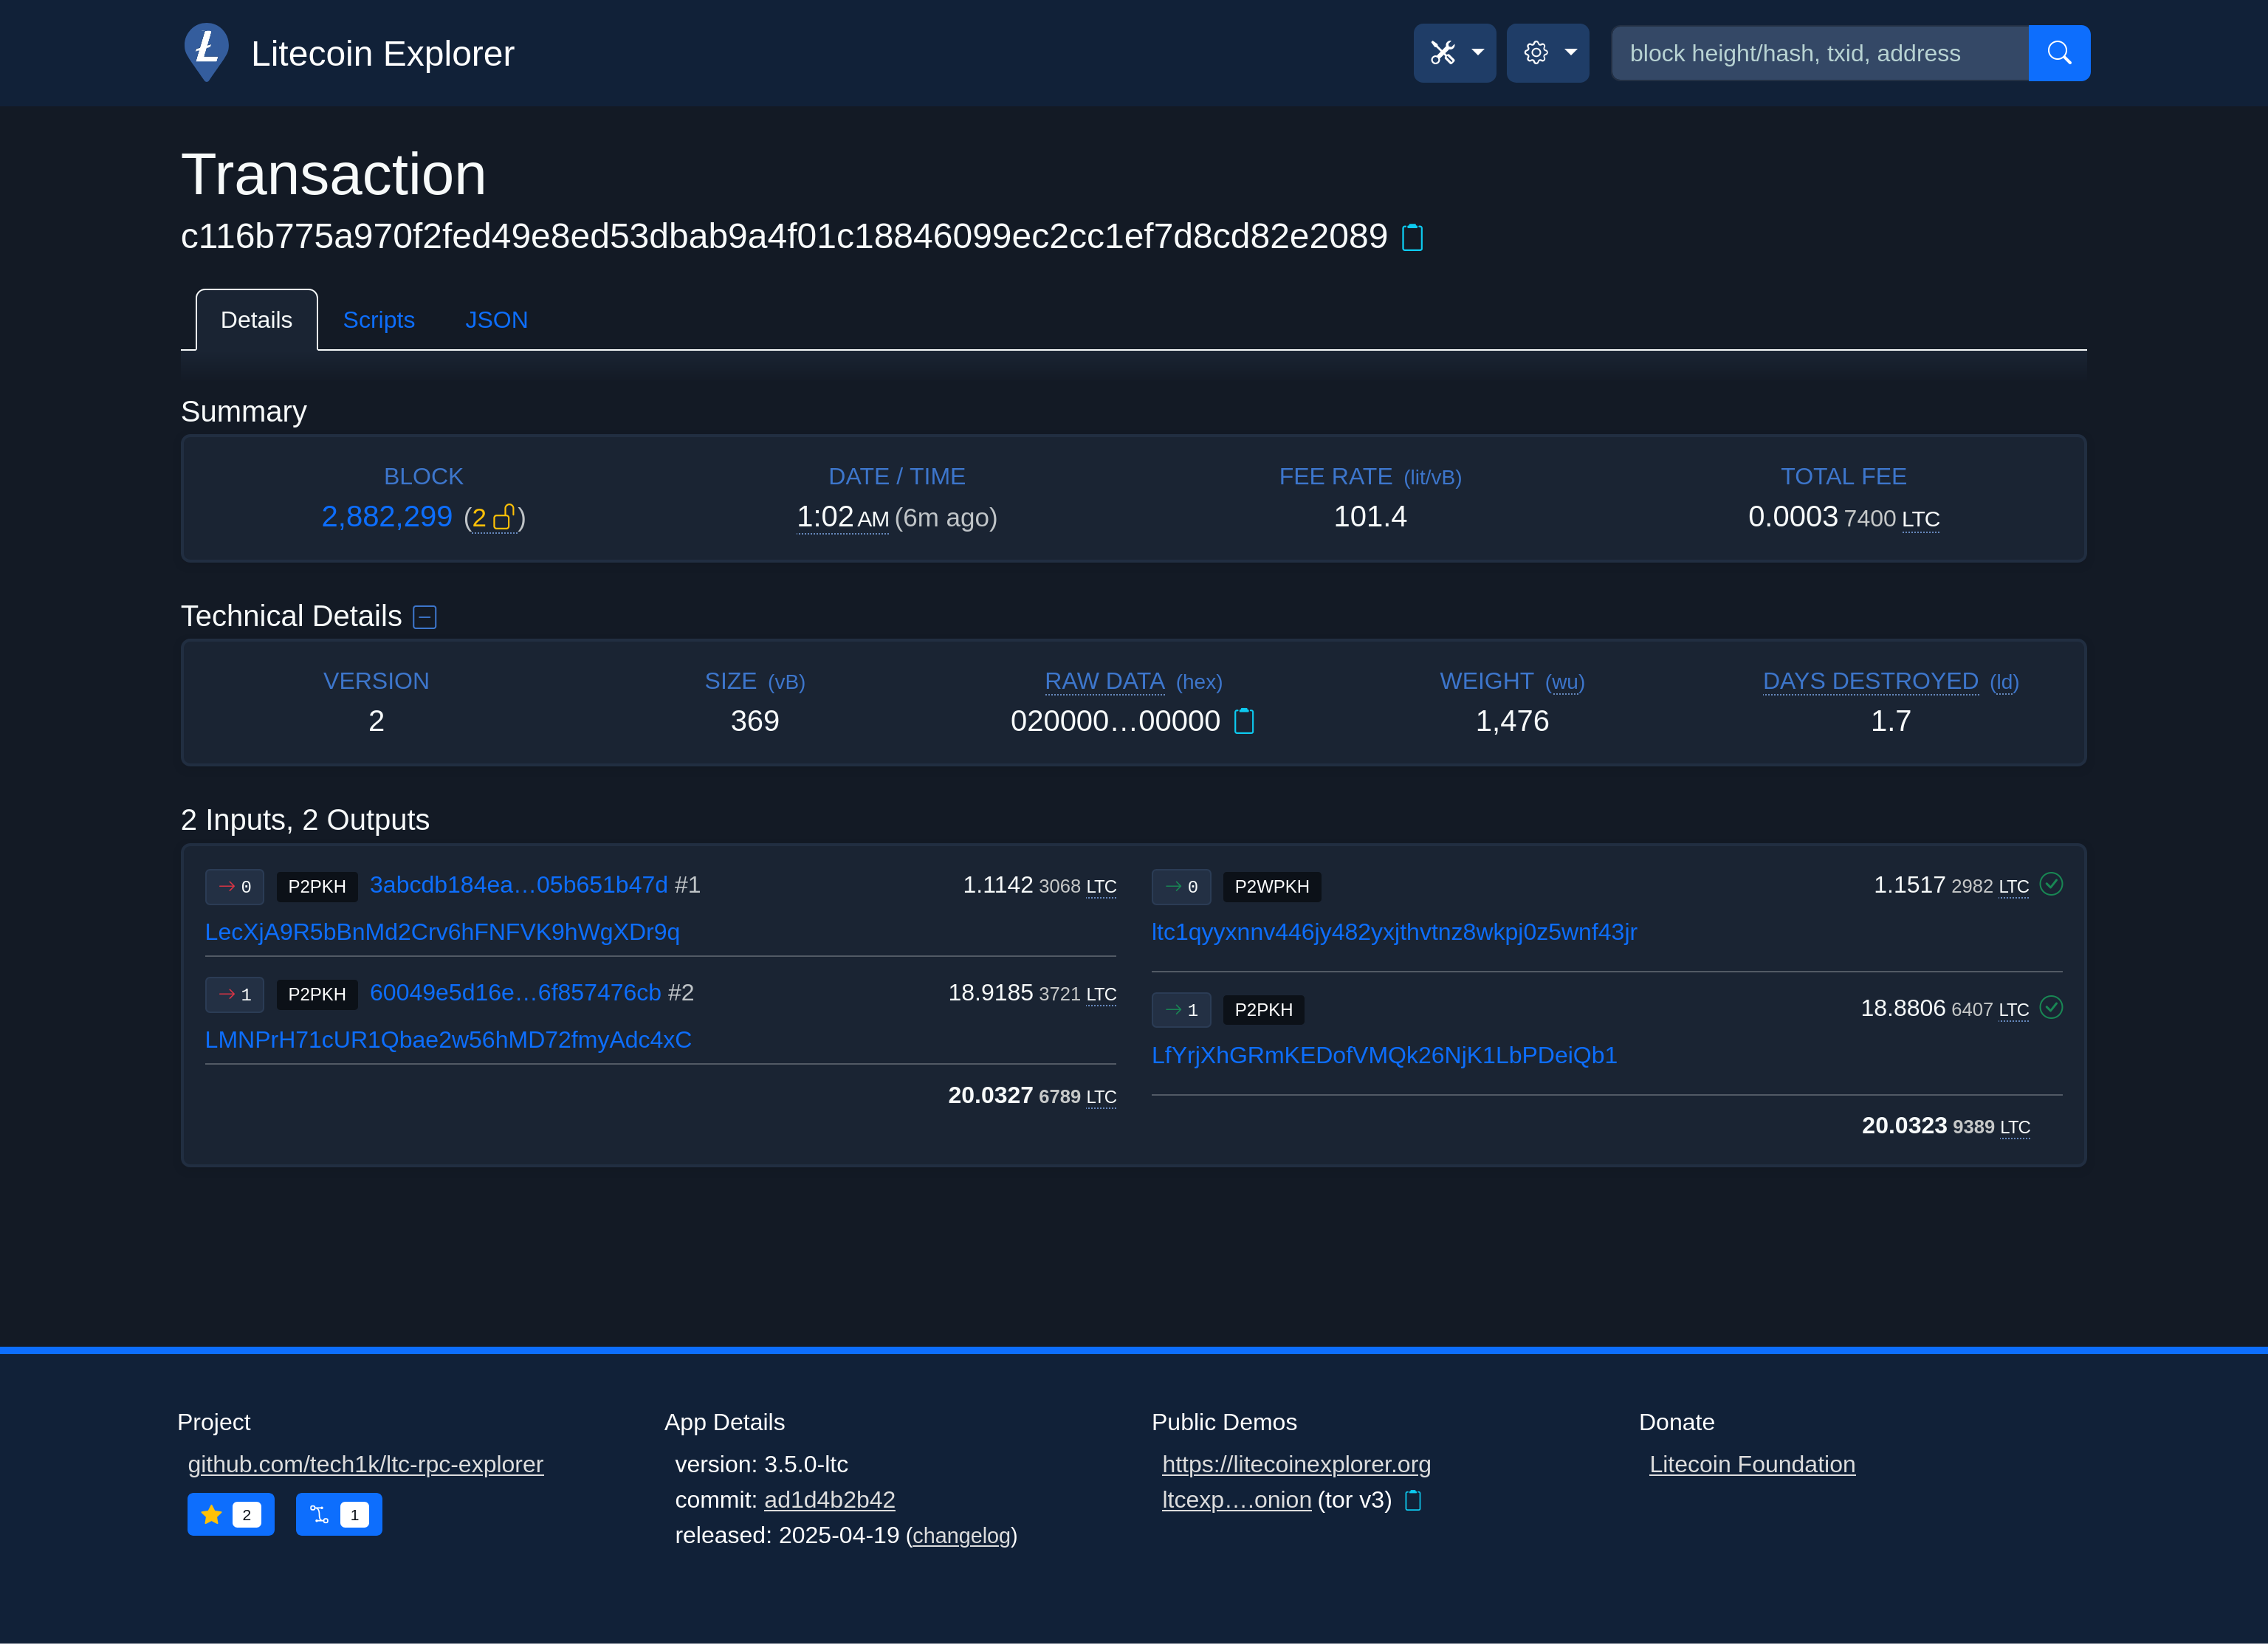 Litecoin Explorer
block height/hash, txid, address
Transaction
c116b775a970f2fed49e8ed53dbab9a4f01c18846099ec2cc1ef7d8cd82e2089
Details Scripts JSON
Summary
BLOCK DATE / TIME FEE RATE (lit/vB) TOTAL FEE
2,882,299 (2) 1:02 AM (6m ago) 101.4 0.0003 7400 LTC
Technical Details
VERSION SIZE (vB) RAW DATA (hex) WEIGHT (wu) DAYS DESTROYED (ld)
2 369 020000…00000 1,476 1.7
2 Inputs, 2 Outputs
0 P2PKH 3abcdb184ea…05b651b47d #1 1.1142 3068 LTC
LecXjA9R5bBnMd2Crv6hFNFVK9hWgXDr9q
1 P2PKH 60049e5d16e…6f857476cb #2 18.9185 3721 LTC
LMNPrH71cUR1Qbae2w56hMD72fmyAdc4xC
20.0327 6789 LTC
0 P2WPKH 1.1517 2982 LTC
ltc1qyyxnnv446jy482yxjthvtnz8wkpj0z5wnf43jr
1 P2PKH 18.8806 6407 LTC
LfYrjXhGRmKEDofVMQk26NjK1LbPDeiQb1
20.0323 9389 LTC
Project
github.com/tech1k/ltc-rpc-explorer
2 1
App Details
version: 3.5.0-ltc
commit: ad1d4b2b42
released: 2025-04-19 (changelog)
Public Demos
https://litecoinexplorer.org
ltcexp….onion (tor v3)
Donate
Litecoin Foundation